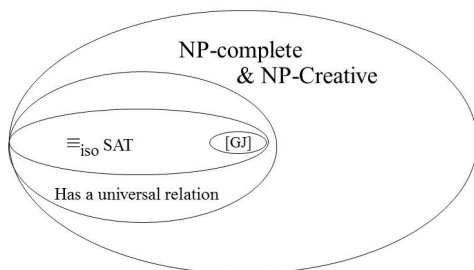 NP-complete
& NP-Creative
≡iso SAT
[GJ]
Has a universal relation